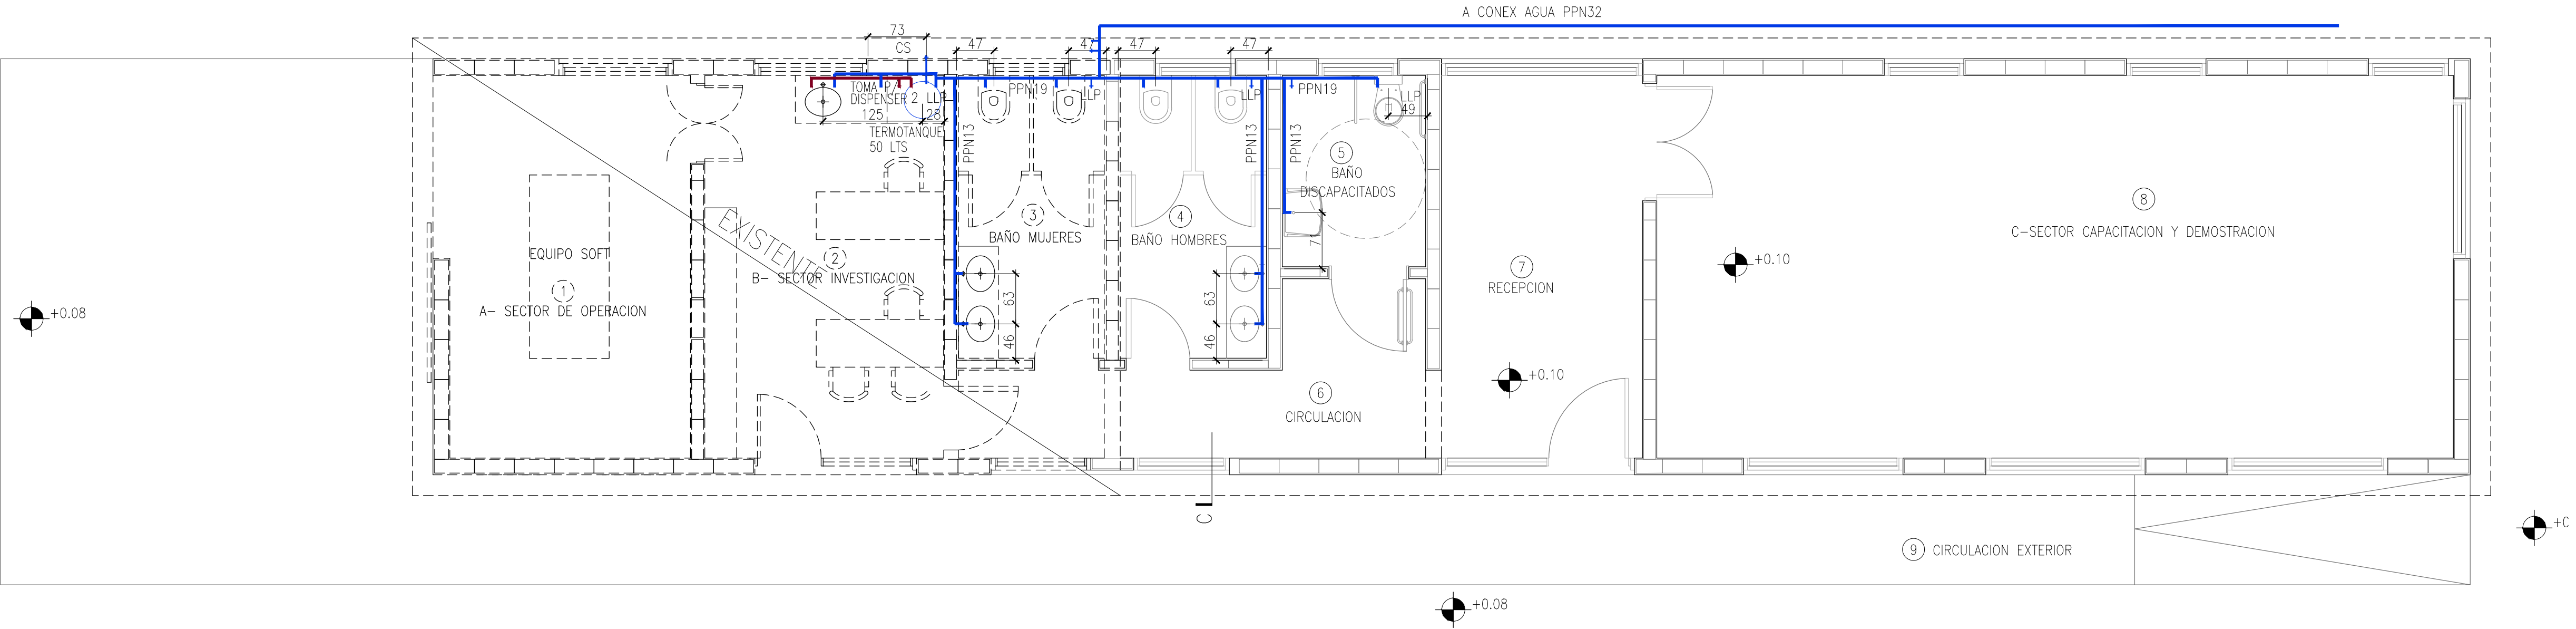 A CONEX AGUA PPN32
73
CS
47
47
47
47
TOMA P/
DISPENSER 2 LLP
125
28
TERMOTANQUE
50 LTS
PPN19
LLP
LLP
PPN19
LLP
49
PPN13
PPN13
PPN13
5
BAÑO
DISCAPACITADOS
71
EXISTENTE
3
BAÑO MUJERES
4
BAÑO HOMBRES
8
C-SECTOR CAPACITACION Y DEMOSTRACION
EQUIPO SOFT
1
A- SECTOR DE OPERACION
2
B- SECTOR INVESTIGACION
7
RECEPCION
+0.10
+0.08
63
46
63
46
+0.10
6
CIRCULACION
C
9 CIRCULACION EXTERIOR
+0.08